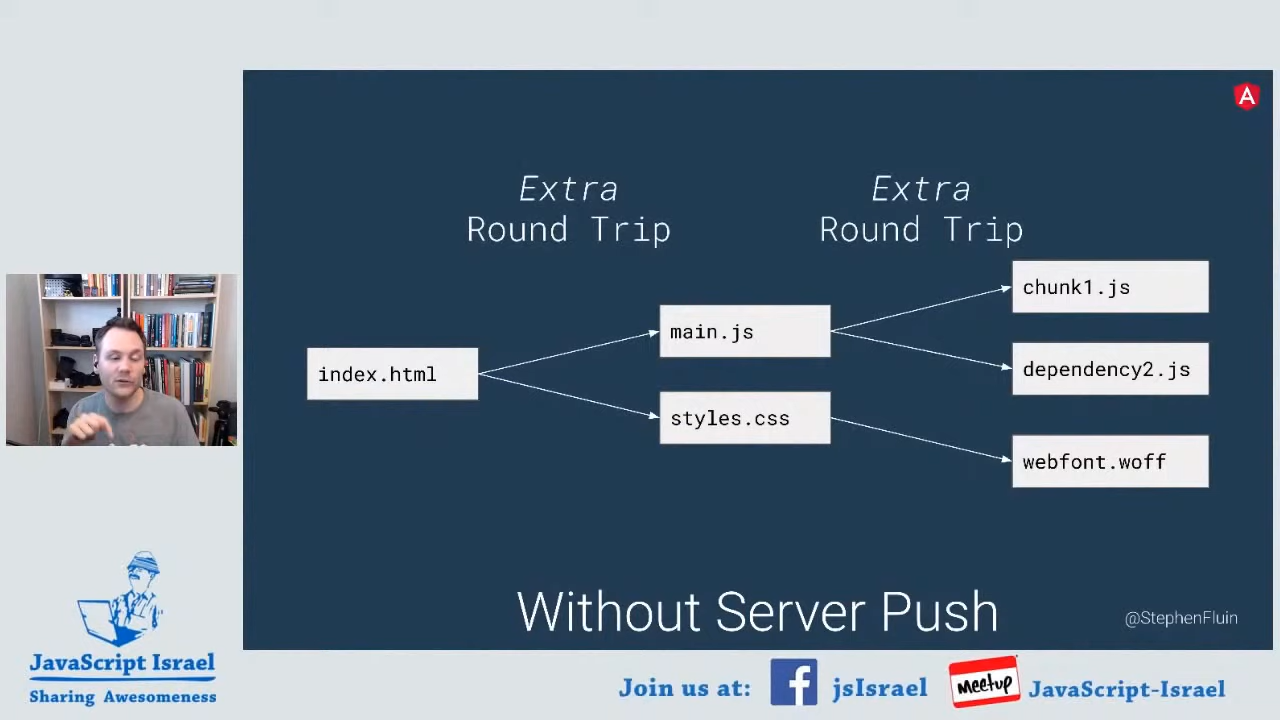 Extra
Round Trip
Extra
Round Trip
index.html
main.js
styles.css
chunk1.js
dependency2.js
webfont.woff
Without Server Push
@StephenFluin
A
JavaScript Israel
Sharing Awesomeness
Join us at:
f
jsIsrael
Meetup
JavaScript-Israel